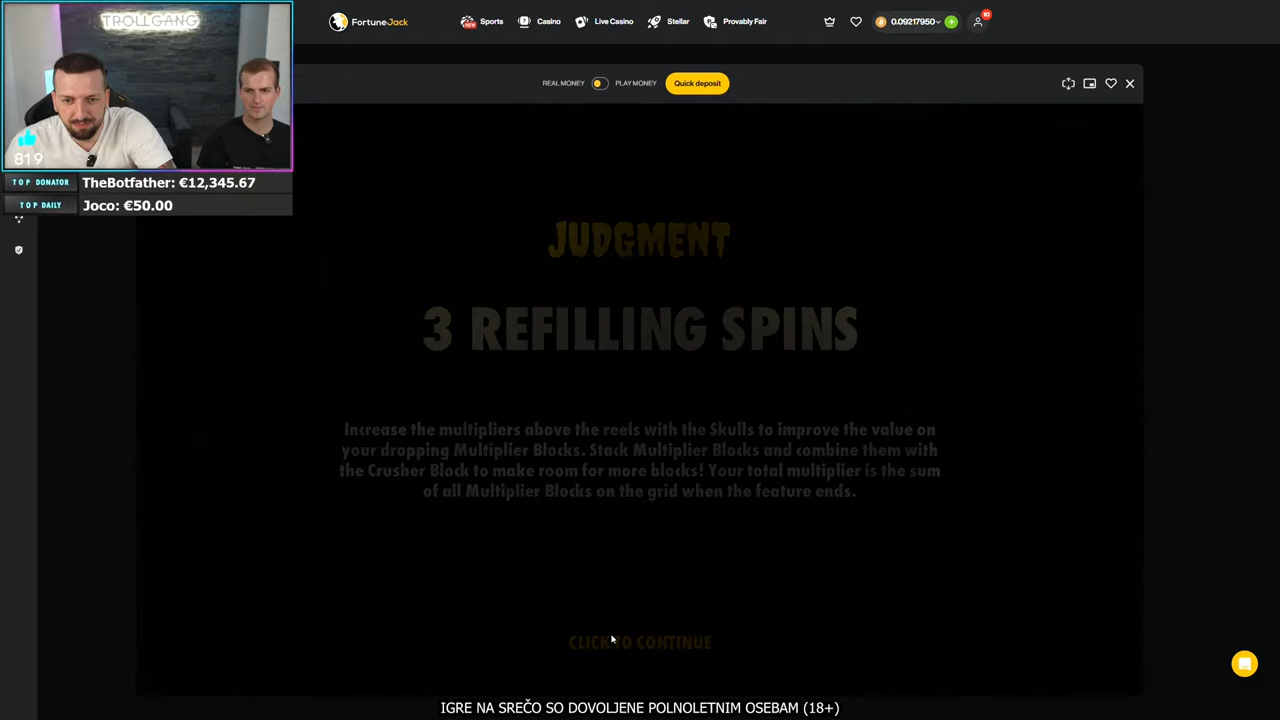 TROLLGANG
FortuneJack
NEW
Sports
Casino
Live Casino
Stellar
Provably Fair
0.09217950
10
REAL MONEY
PLAY MONEY
Quick deposit
819
TOP DONATOR
TheBotfather: €12,345.67
TOP DAILY
Joco: €50.00
JUDGMENT
3 REFILLING SPINS
Increase the multipliers above the reels with the Skulls to improve the value on
your dropping Multiplier Blocks. Stack Multiplier Blocks and combine them with
the Crusher Block to make room for more blocks! Your total multiplier is the sum
of all Multiplier Blocks on the grid when the feature ends.
CLICK TO CONTINUE
IGRE NA SREČO SO DOVOLJENE POLNOLETNIM OSEBAM (18+)